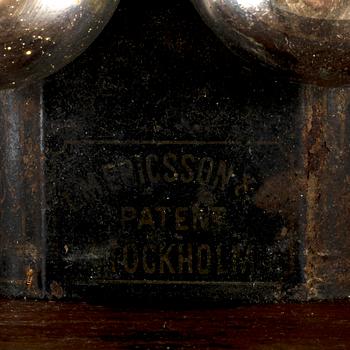 L.M. ERICSSON &
PATENT
STOCKHOLM